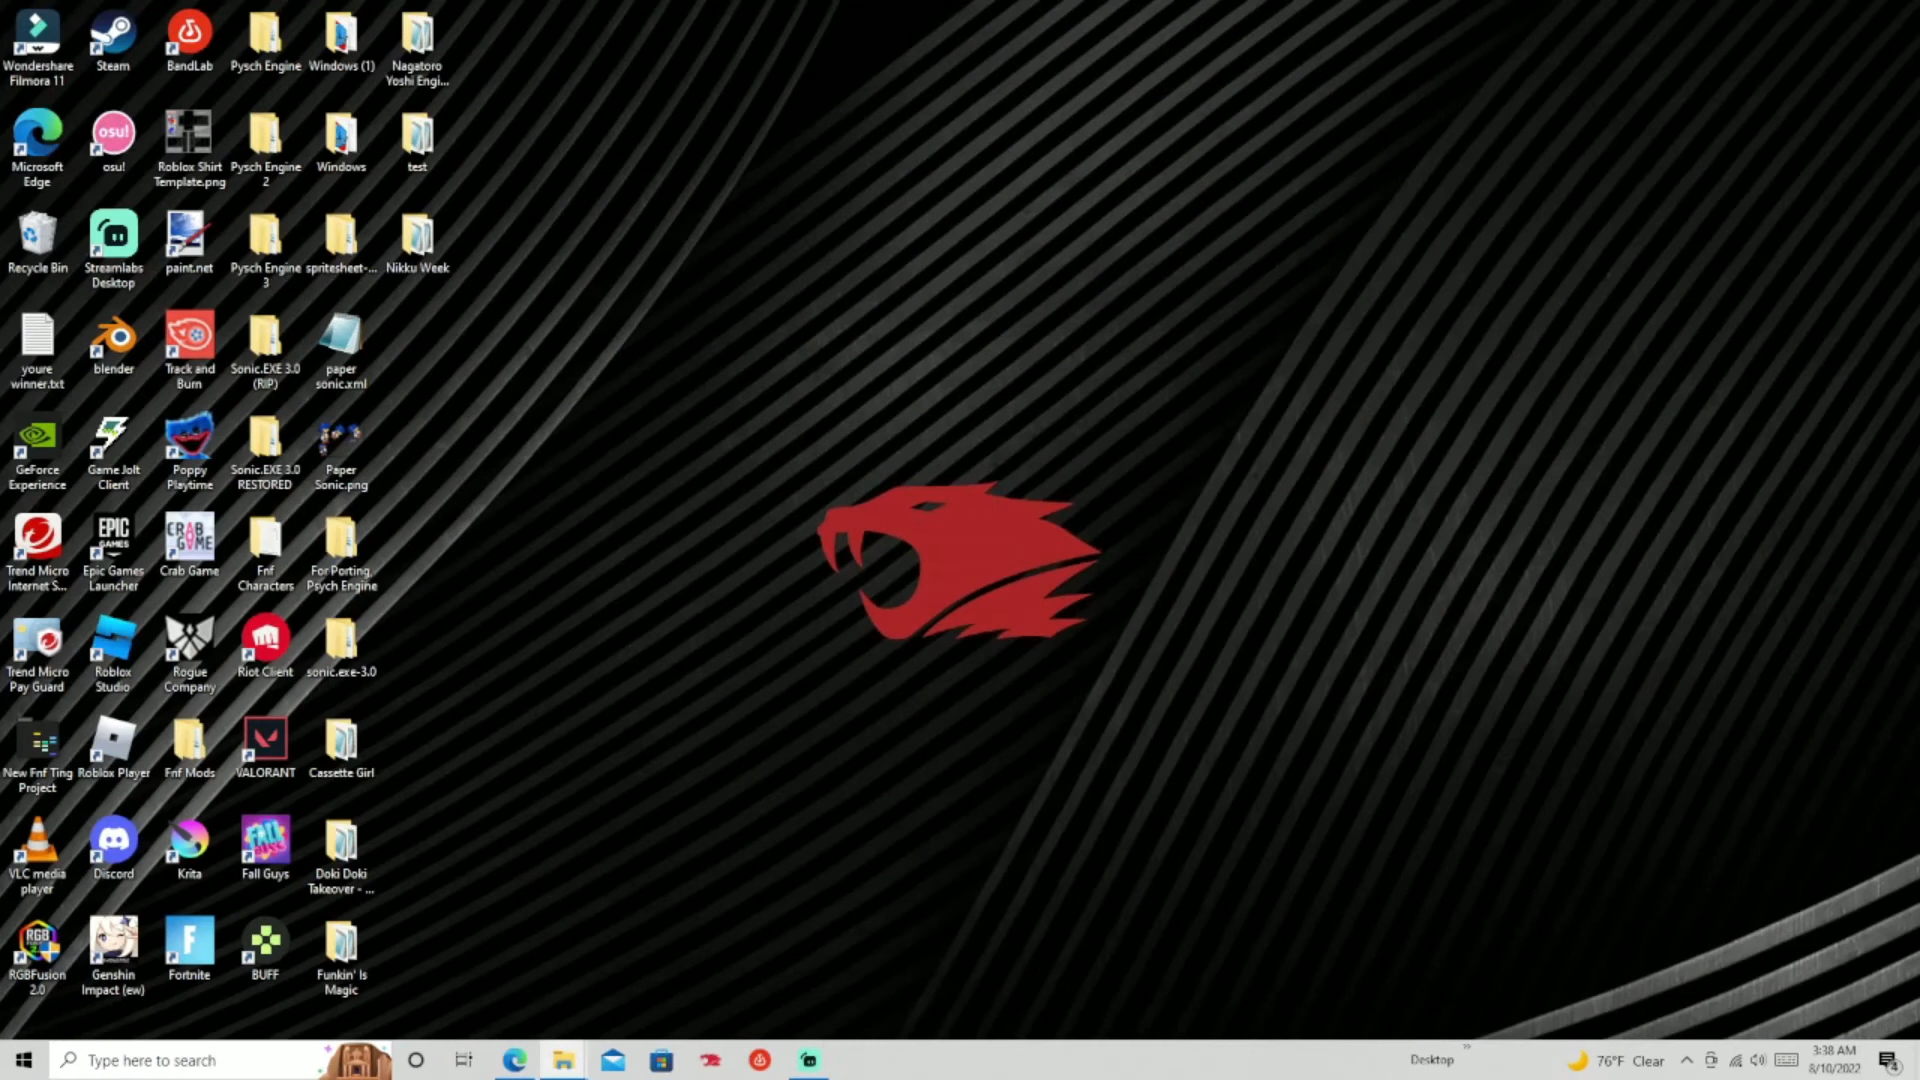 Wondershare
Filmora 11
Steam
BandLab
Pysch Engine
Windows (1)
Nagatoro
Yoshi Engi...
Microsoft
Edge
osu!
osu!
Roblox Shirt
Template.png
Pysch Engine
2
Windows
test
Recycle Bin
Streamlabs
Desktop
paint.net
Pysch Engine
3
spritesheet-...
Nikku Week
youre
winner.txt
blender
Track and
Burn
Sonic.EXE 3.0
(RIP)
paper
sonic.xml
GeForce
Experience
Game Jolt
Client
Poppy
Playtime
Sonic.EXE 3.0
RESTORED
Paper
Sonic.png
EPIC
GAMES
CRAB
GAME
Trend Micro
Internet S...
Epic Games
Launcher
Crab Game
Fnf
Characters
For Porting,
Psych Engine
Trend Micro
Pay Guard
Roblox
Studio
Rogue
Company
Riot Client
sonic.exe-3.0
New Fnf Ting
Project
Roblox Player
Fnf Mods
VALORANT
Cassette Girl
FALL
GUYS
VLC media
player
Discord
Krita
Fall Guys
Doki Doki
Takeover - ...
RGB
F
RGBFusion
2.0
Genshin
Impact (ew)
Fortnite
BUFF
Funkin' Is
Magic
Type here to search
Desktop
»
76°F Clear
3:38 AM
8/10/2022
4